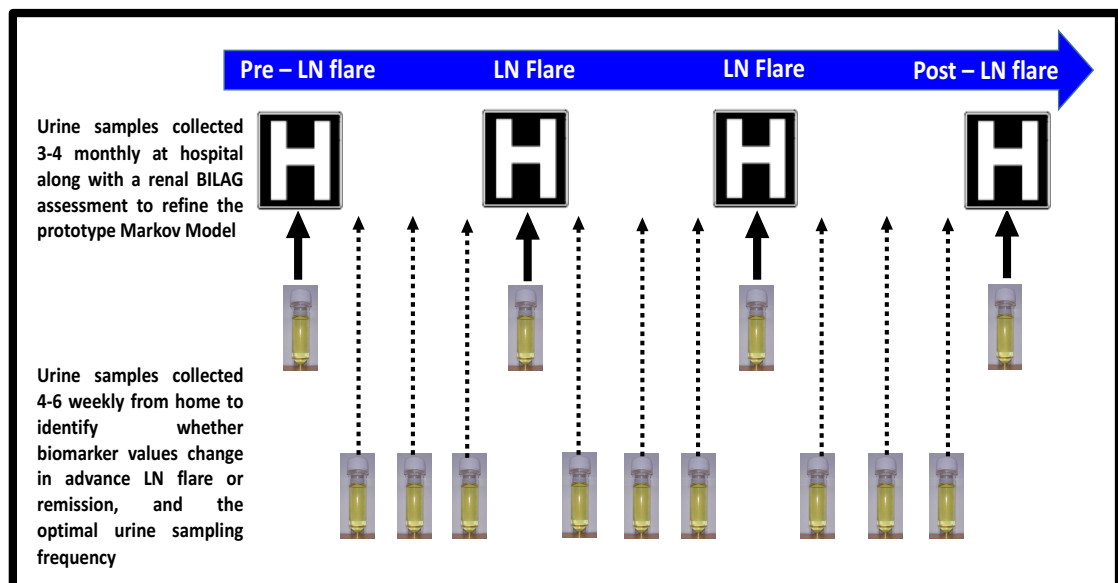 Pre – LN flare LN Flare LN Flare Post – LN flare
Urine samples collected
3-4 monthly at hospital
along with a renal BILAG
assessment to refine the
prototype Markov Model
H H H H
Urine samples collected
4-6 weekly from home to
identify whether
biomarker values change
in advance LN flare or
remission, and the
optimal urine sampling
frequency